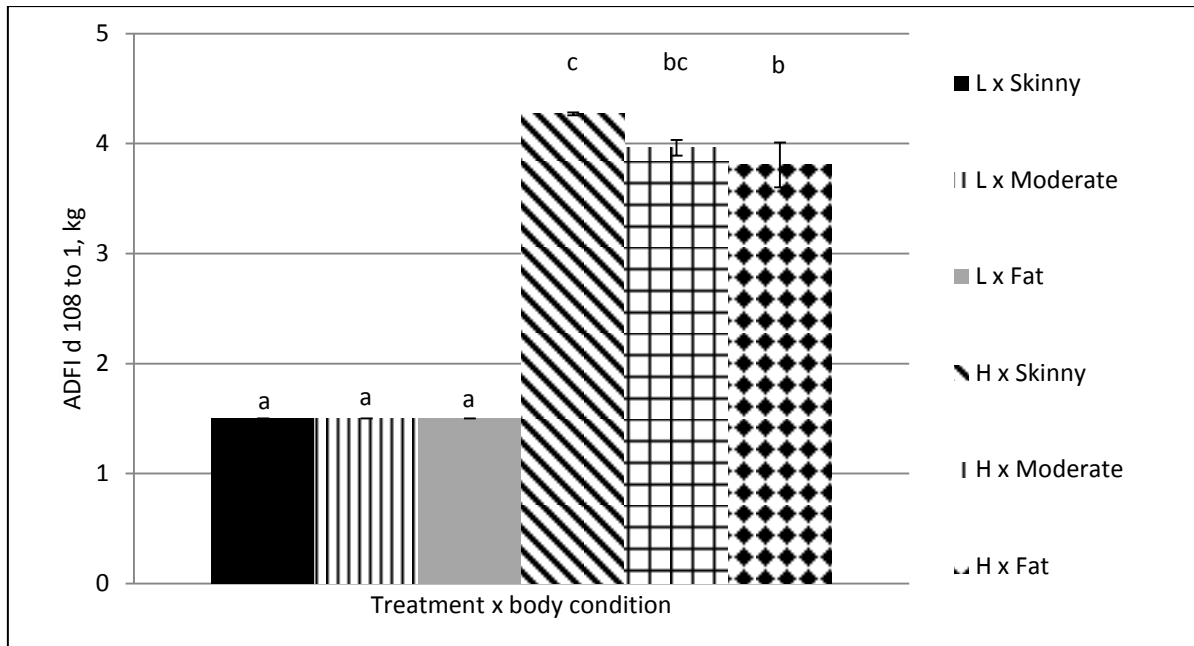 5
4
3
2
1
0
ADFI d 108 to 1, kg
a
a
a
c
bc
b
Treatment x body condition
L x Skinny
L x Moderate
L x Fat
H x Skinny
H x Moderate
H x Fat